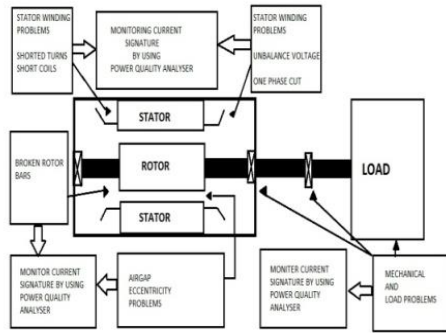 STATOR WINDING
PROBLEMS
SHORTED TURNS
SHORT COILS
MONITORING CURRENT
SIGNATURE
BY USING
POWER QUALITY
ANALYSER
STATOR WINDING
PROBLEMS
UNBALANCE VOLTAGE
ONE PHASE CUT
STATOR
BROKEN ROTOR
BARS
ROTOR
LOAD
STATOR
MONITOR CURRENT
SIGNATURE BY USING
POWER QUALITY
ANALYSER
AIRGAP
ECCENTRICITY
PROBLEMS
MONITER CURRENT
SIGNATURE BY USING
POWER QUALITY
ANALYSER
MECHANICAL
AND
LOAD PROBLEMS